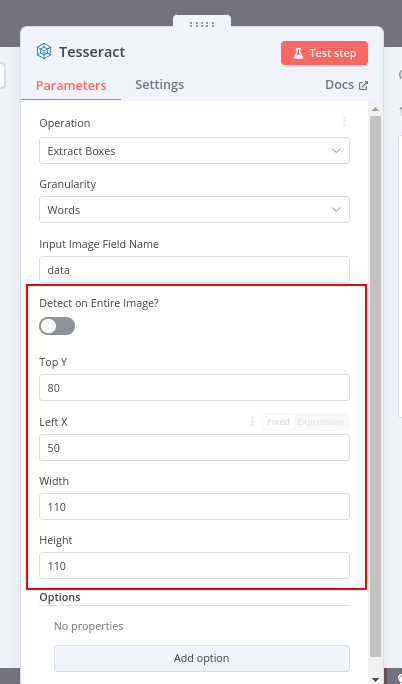 Tesseract
Test step
Parameters
Settings
Docs
Operation
Extract Boxes
Granularity
Words
Input Image Field Name
data
Detect on Entire Image?
Top Y
80
Left X
Fixed Expression
50
Width
110
Height
110
Options
No properties
Add option